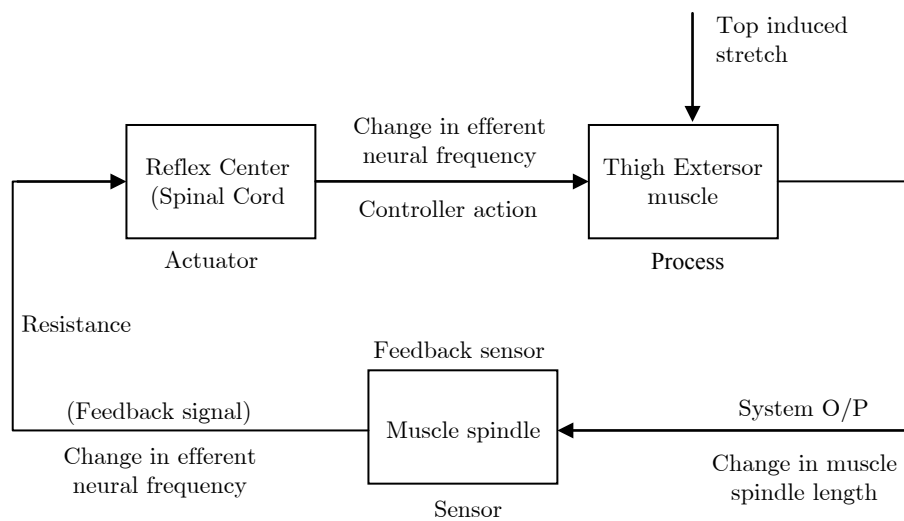 Top induced
stretch
Change in efferent
neural frequency
Reflex Center
(Spinal Cord
Thigh Extersor
muscle
Controller action
Actuator
Process
Resistance
Feedback sensor
(Feedback signal)
Muscle spindle
System O/P
Change in efferent
neural frequency
Change in muscle
spindle length
Sensor